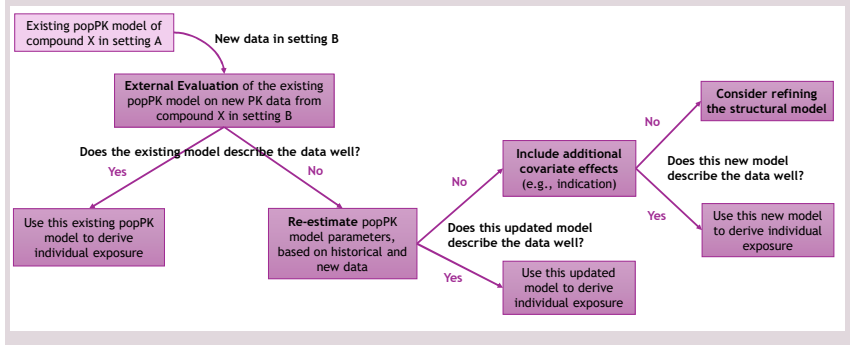 Existing popPK model of
compound X in setting A
New data in setting B
External Evaluation of the existing
popPK model on new PK data from
compound X in setting B
Does the existing model describe the data well?
Yes
No
Use this existing popPK
model to derive
individual exposure
Re-estimate popPK
model parameters,
based on historical and
new data
Does this updated model
describe the data well?
No
Yes
Include additional
covariate effects
(e.g., indication)
Use this updated
model to derive
individual exposure
Does this new model
describe the data well?
No
Yes
Consider refining
the structural model
Use this new model
to derive individual
exposure